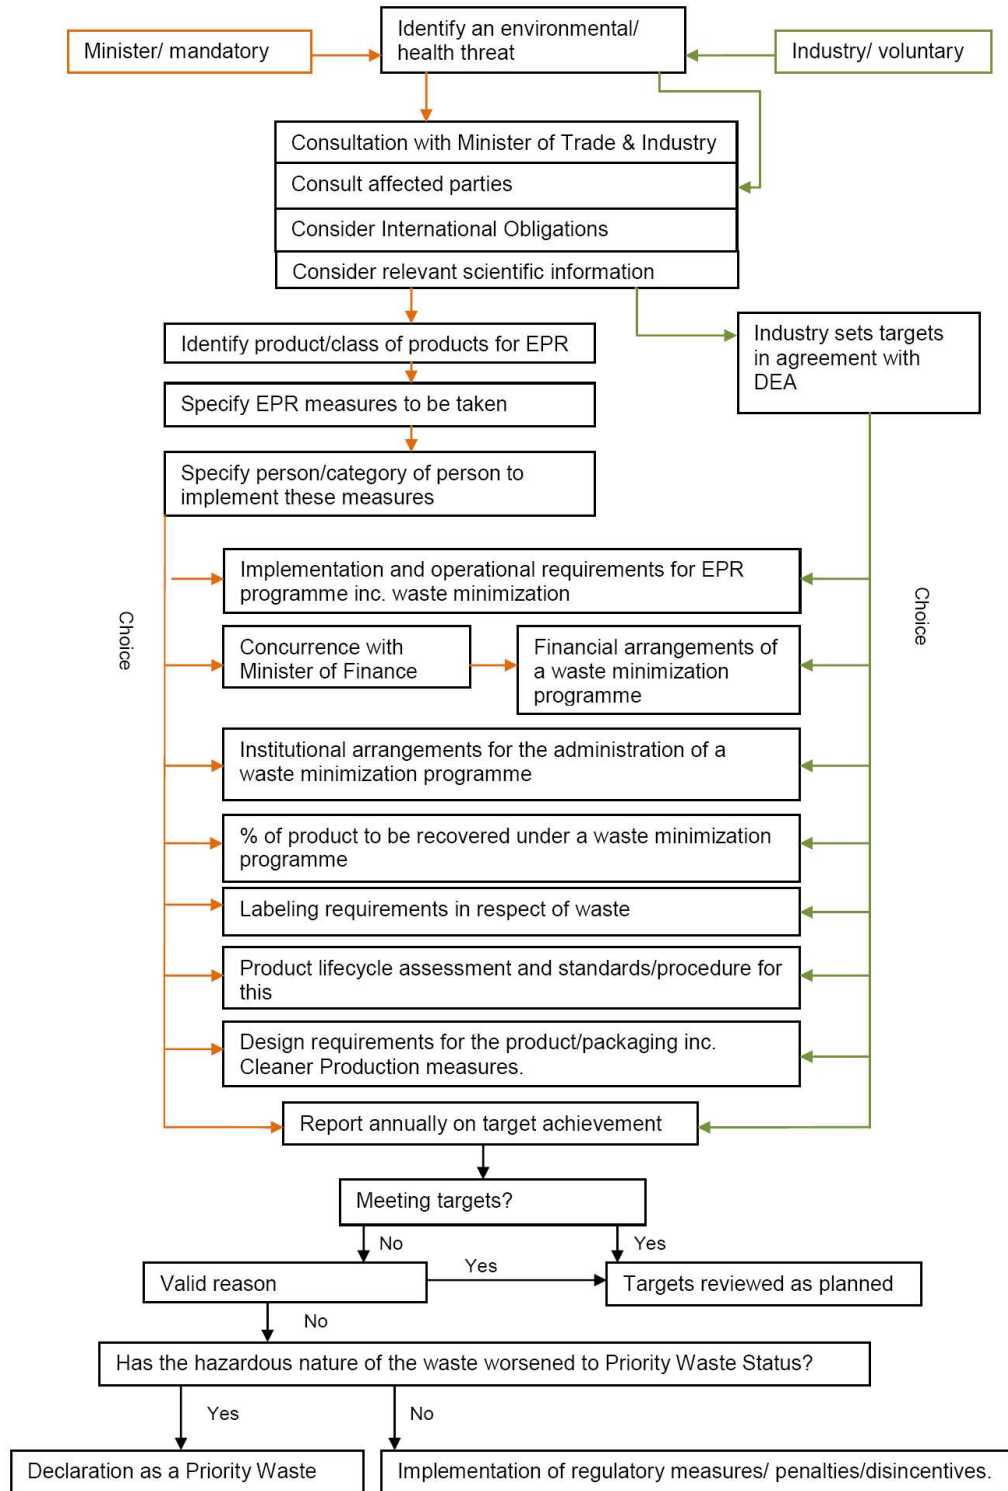 Identify an environmental/
health threat
Minister/ mandatory
Industry/ voluntary
Consultation with Minister of Trade & Industry
Consult affected parties
Consider International Obligations
Consider relevant scientific information
Identify product/class of products for EPR
Industry sets targets
in agreement with
DEA
Specify EPR measures to be taken
Specify person/category of person to
implement these measures
Choice
Choice
Implementation and operational requirements for EPR
programme inc. waste minimization
Concurrence with
Minister of Finance
Financial arrangements of
a waste minimization
programme
Institutional arrangements for the administration of a
waste minimization programme
% of product to be recovered under a waste minimization
programme
Labeling requirements in respect of waste
Product lifecycle assessment and standards/procedure for
this
Design requirements for the product/packaging inc.
Cleaner Production measures.
Report annually on target achievement
Meeting targets?
No
Yes
Valid reason
Yes
Targets reviewed as planned
No
Has the hazardous nature of the waste worsened to Priority Waste Status?
Yes
No
Declaration as a Priority Waste
Implementation of regulatory measures/ penalties/disincentives.